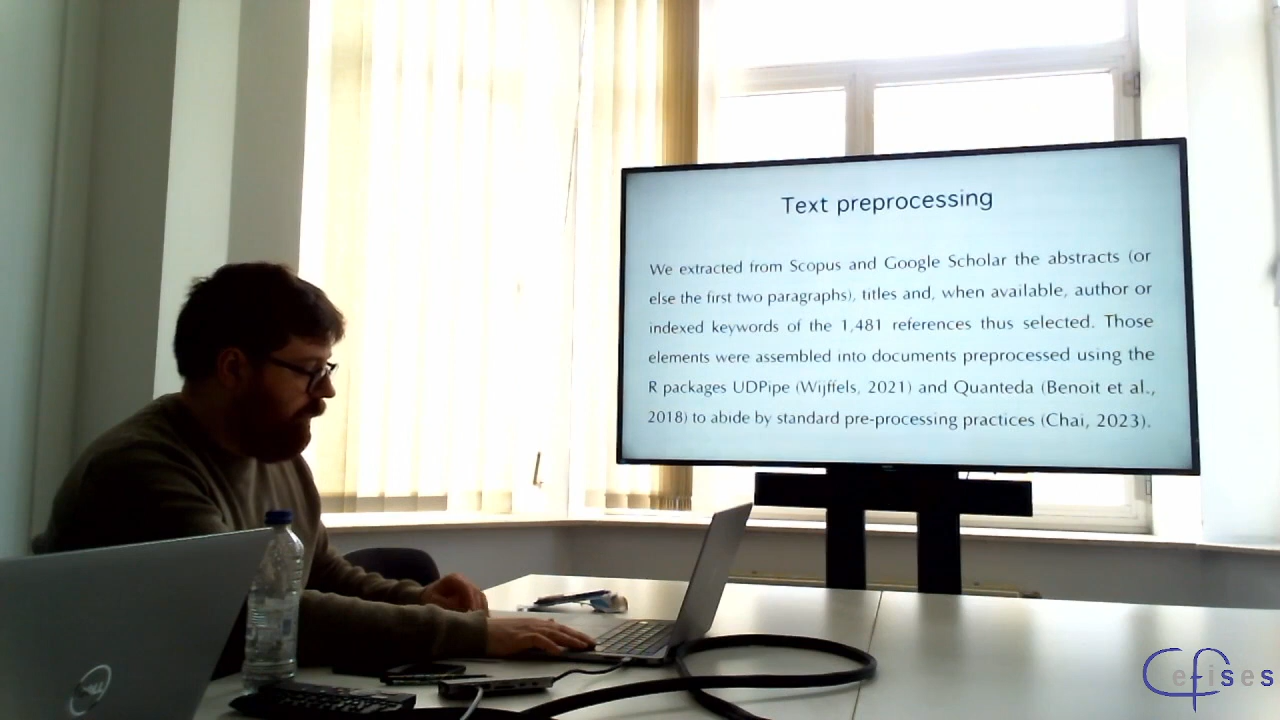 Text preprocessing
We extracted from Scopus and Google Scholar the abstracts (or
else the first two paragraphs), titles and, when available, author or
indexed keywords of the 1,481 references thus selected. Those
elements were assembled into documents preprocessed using the
R packages UDPipe (Wijffels, 2021) and Quanteda (Benoit et al.,
2018) to abide by standard pre-processing practices (Chai, 2023).
DELL
Cefises